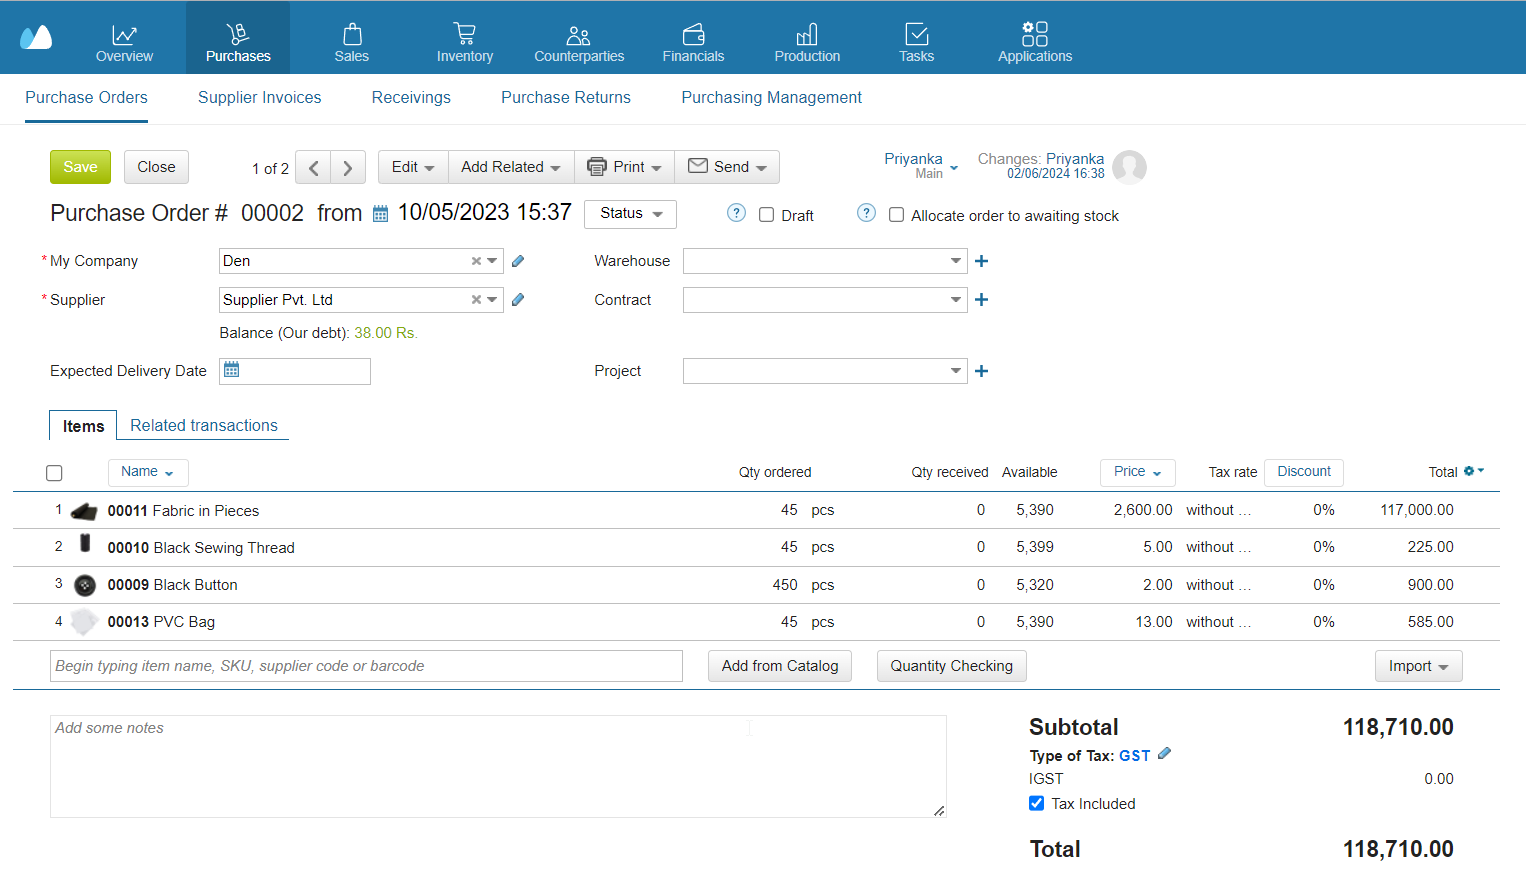 Overview Purchases Sales Inventory Counterparties Financials Production Tasks Applications
Purchase Orders Supplier Invoices Receivings Purchase Returns Purchasing Management
Save Close 1 of 2 Edit Add Related Print Send Priyanka Changes: Priyanka
Main 02/06/2024 16:38
Purchase Order # 00002 from 10/05/2023 15:37 Status ? Draft ? Allocate order to awaiting stock
* My Company Den Warehouse
* Supplier Supplier Pvt. Ltd Contract
Balance (Our debt): 38.00 Rs.
Expected Delivery Date Project
Items Related transactions
Name Qty ordered Qty received Available Price Tax rate Discount Total
1 00011 Fabric in Pieces 45 pcs 0 5,390 2,600.00 without ... 0% 117,000.00
2 00010 Black Sewing Thread 45 pcs 0 5,399 5.00 without ... 0% 225.00
3 00009 Black Button 450 pcs 0 5,320 2.00 without ... 0% 900.00
4 00013 PVC Bag 45 pcs 0 5,390 13.00 without ... 0% 585.00
Begin typing item name, SKU, supplier code or barcode Add from Catalog Quantity Checking Import
Add some notes
Subtotal 118,710.00
Type of Tax: GST
IGST 0.00
Tax Included
Total 118,710.00